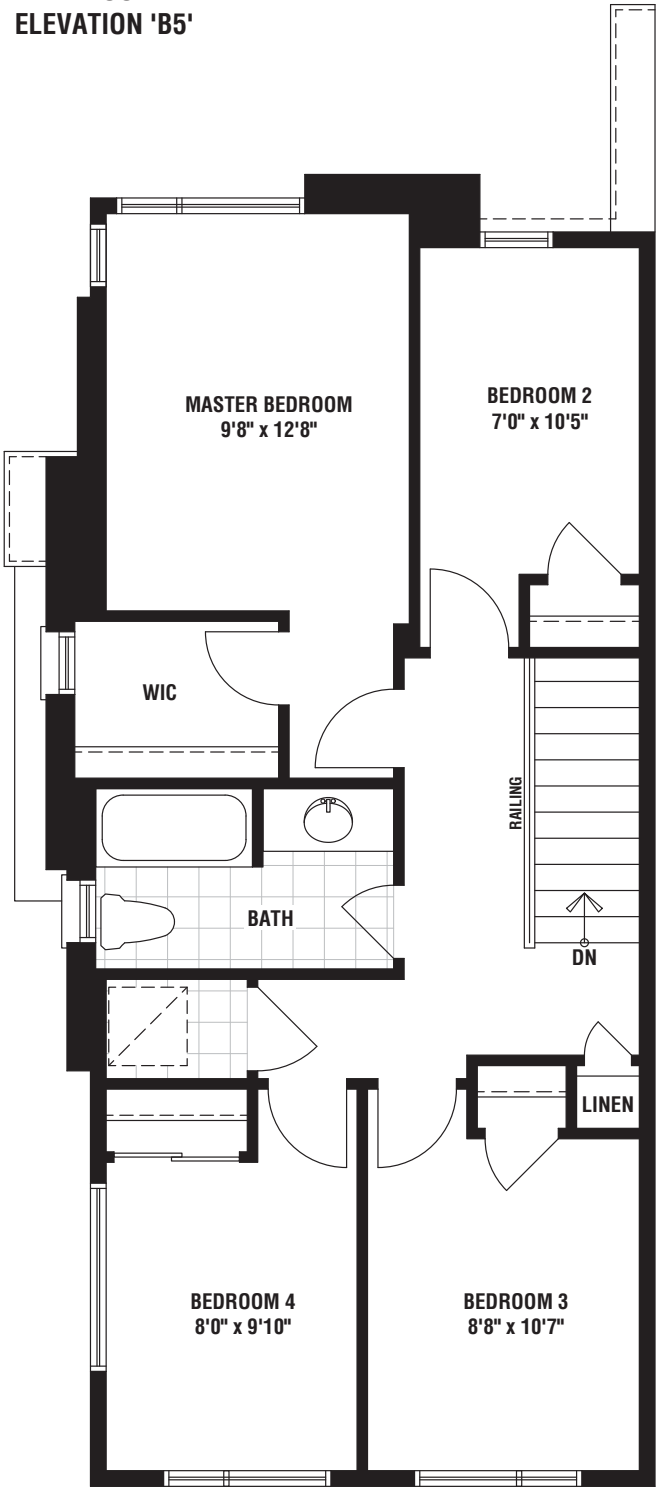 ELEVATION 'B5'
MASTER BEDROOM
9'8" x 12'8"
BEDROOM 2
7'0" x 10'5"
WIC
RAILING
BATH
DN
LINEN
BEDROOM 4
8'0" x 9'10"
BEDROOM 3
8'8" x 10'7"